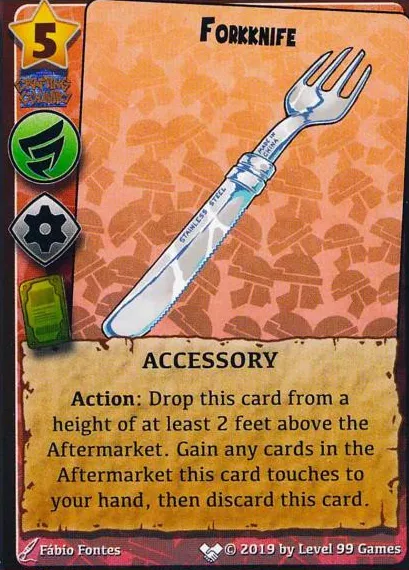 5
FORKKNIFE
MADE IN
CHINA
STAINLESS STEEL
ACCESSORY
Action: Drop this card from a
height of at least 2 feet above the
Aftermarket. Gain any cards in the
Aftermarket this card touches to
your hand, then discard this card.
Fábio Fontes
© 2019 by Level 99 Games